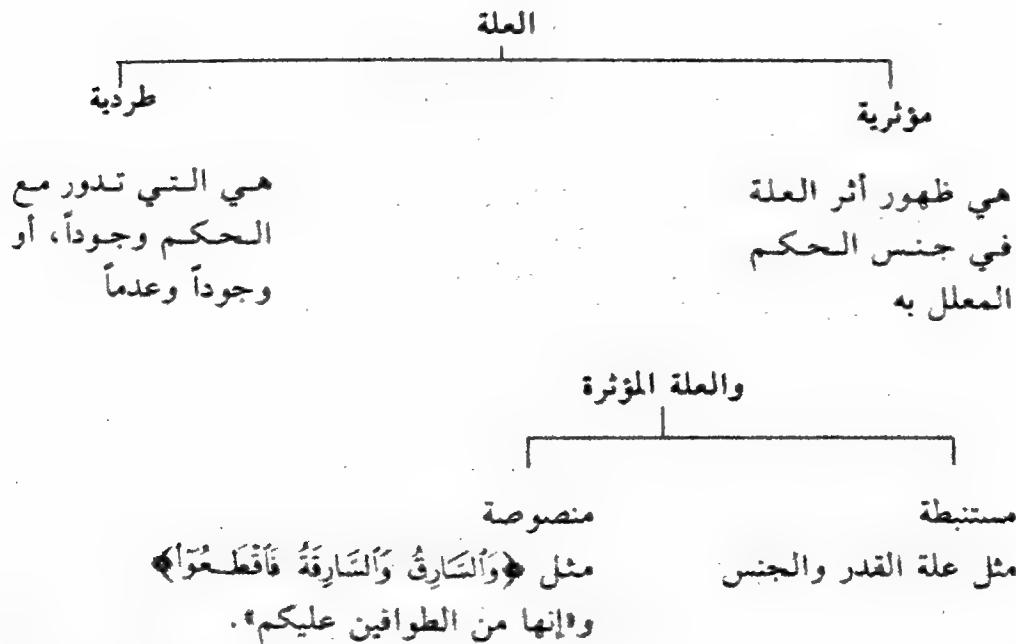 العلة
مؤثرية
طردية
هي ظهور أثر العلة
في جنس الحكم
المعلل به
هي التي تدور مع
الحكم وجوداً، أو
وجوداً وعدماً
والعلة المؤثرة
مستنبطة
مثل علة القدر والجنس
منصوصة
مثل ﴿وَٱلسَّارِقُ وَٱلسَّارِقَةُ فَٱقْطَعُوٓاْ﴾
و«إنها من الطوافين عليكم».